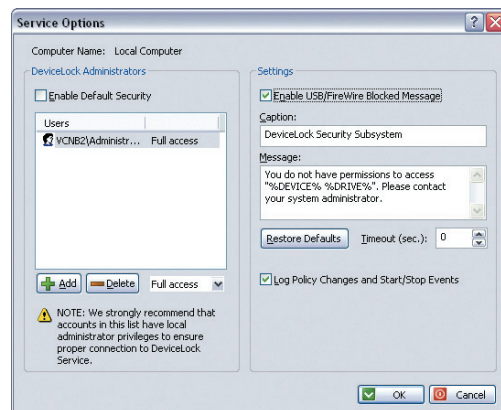 Service Options
Computer Name: Local Computer
DeviceLock Administrators
Enable Default Security
Users
VCNB2\Administr... Full access
Add
Delete
Full access
NOTE: We strongly recommend that
accounts in this list have local
administrator privileges to ensure
proper connection to DeviceLock
Service.
Settings
Enable USB/FireWire Blocked Message
Caption:
DeviceLock Security Subsystem
Message:
You do not have permissions to access
"%DEVICE% %DRIVE%". Please contact
your system administrator.
Restore Defaults
Timeout (sec.): 0
Log Policy Changes and Start/Stop Events
OK
Cancel